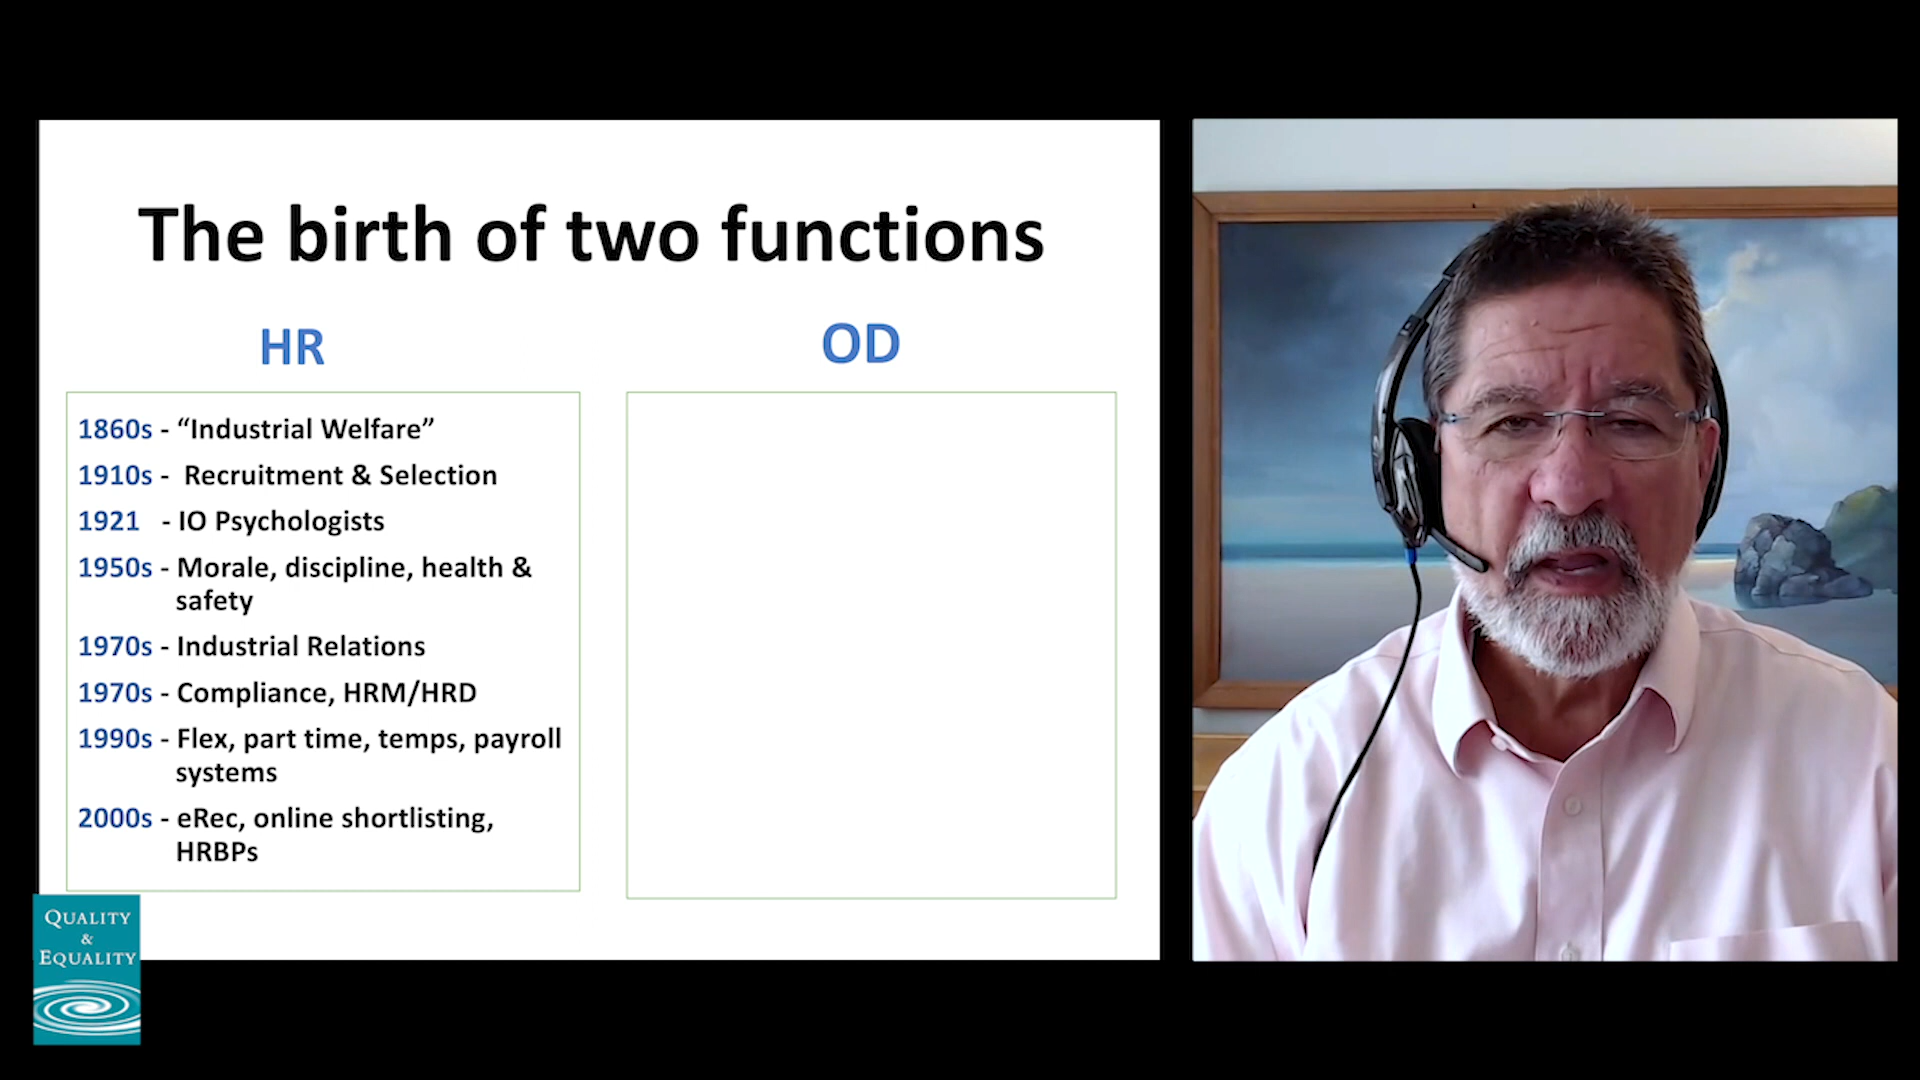 The birth of two functions
HR
OD
1860s - “Industrial Welfare”
1910s -  Recruitment & Selection
1921   - IO Psychologists
1950s - Morale, discipline, health &
safety
1970s - Industrial Relations
1970s - Compliance, HRM/HRD
1990s - Flex, part time, temps, payroll
systems
2000s - eRec, online shortlisting,
HRBPs
QUALITY
&
EQUALITY